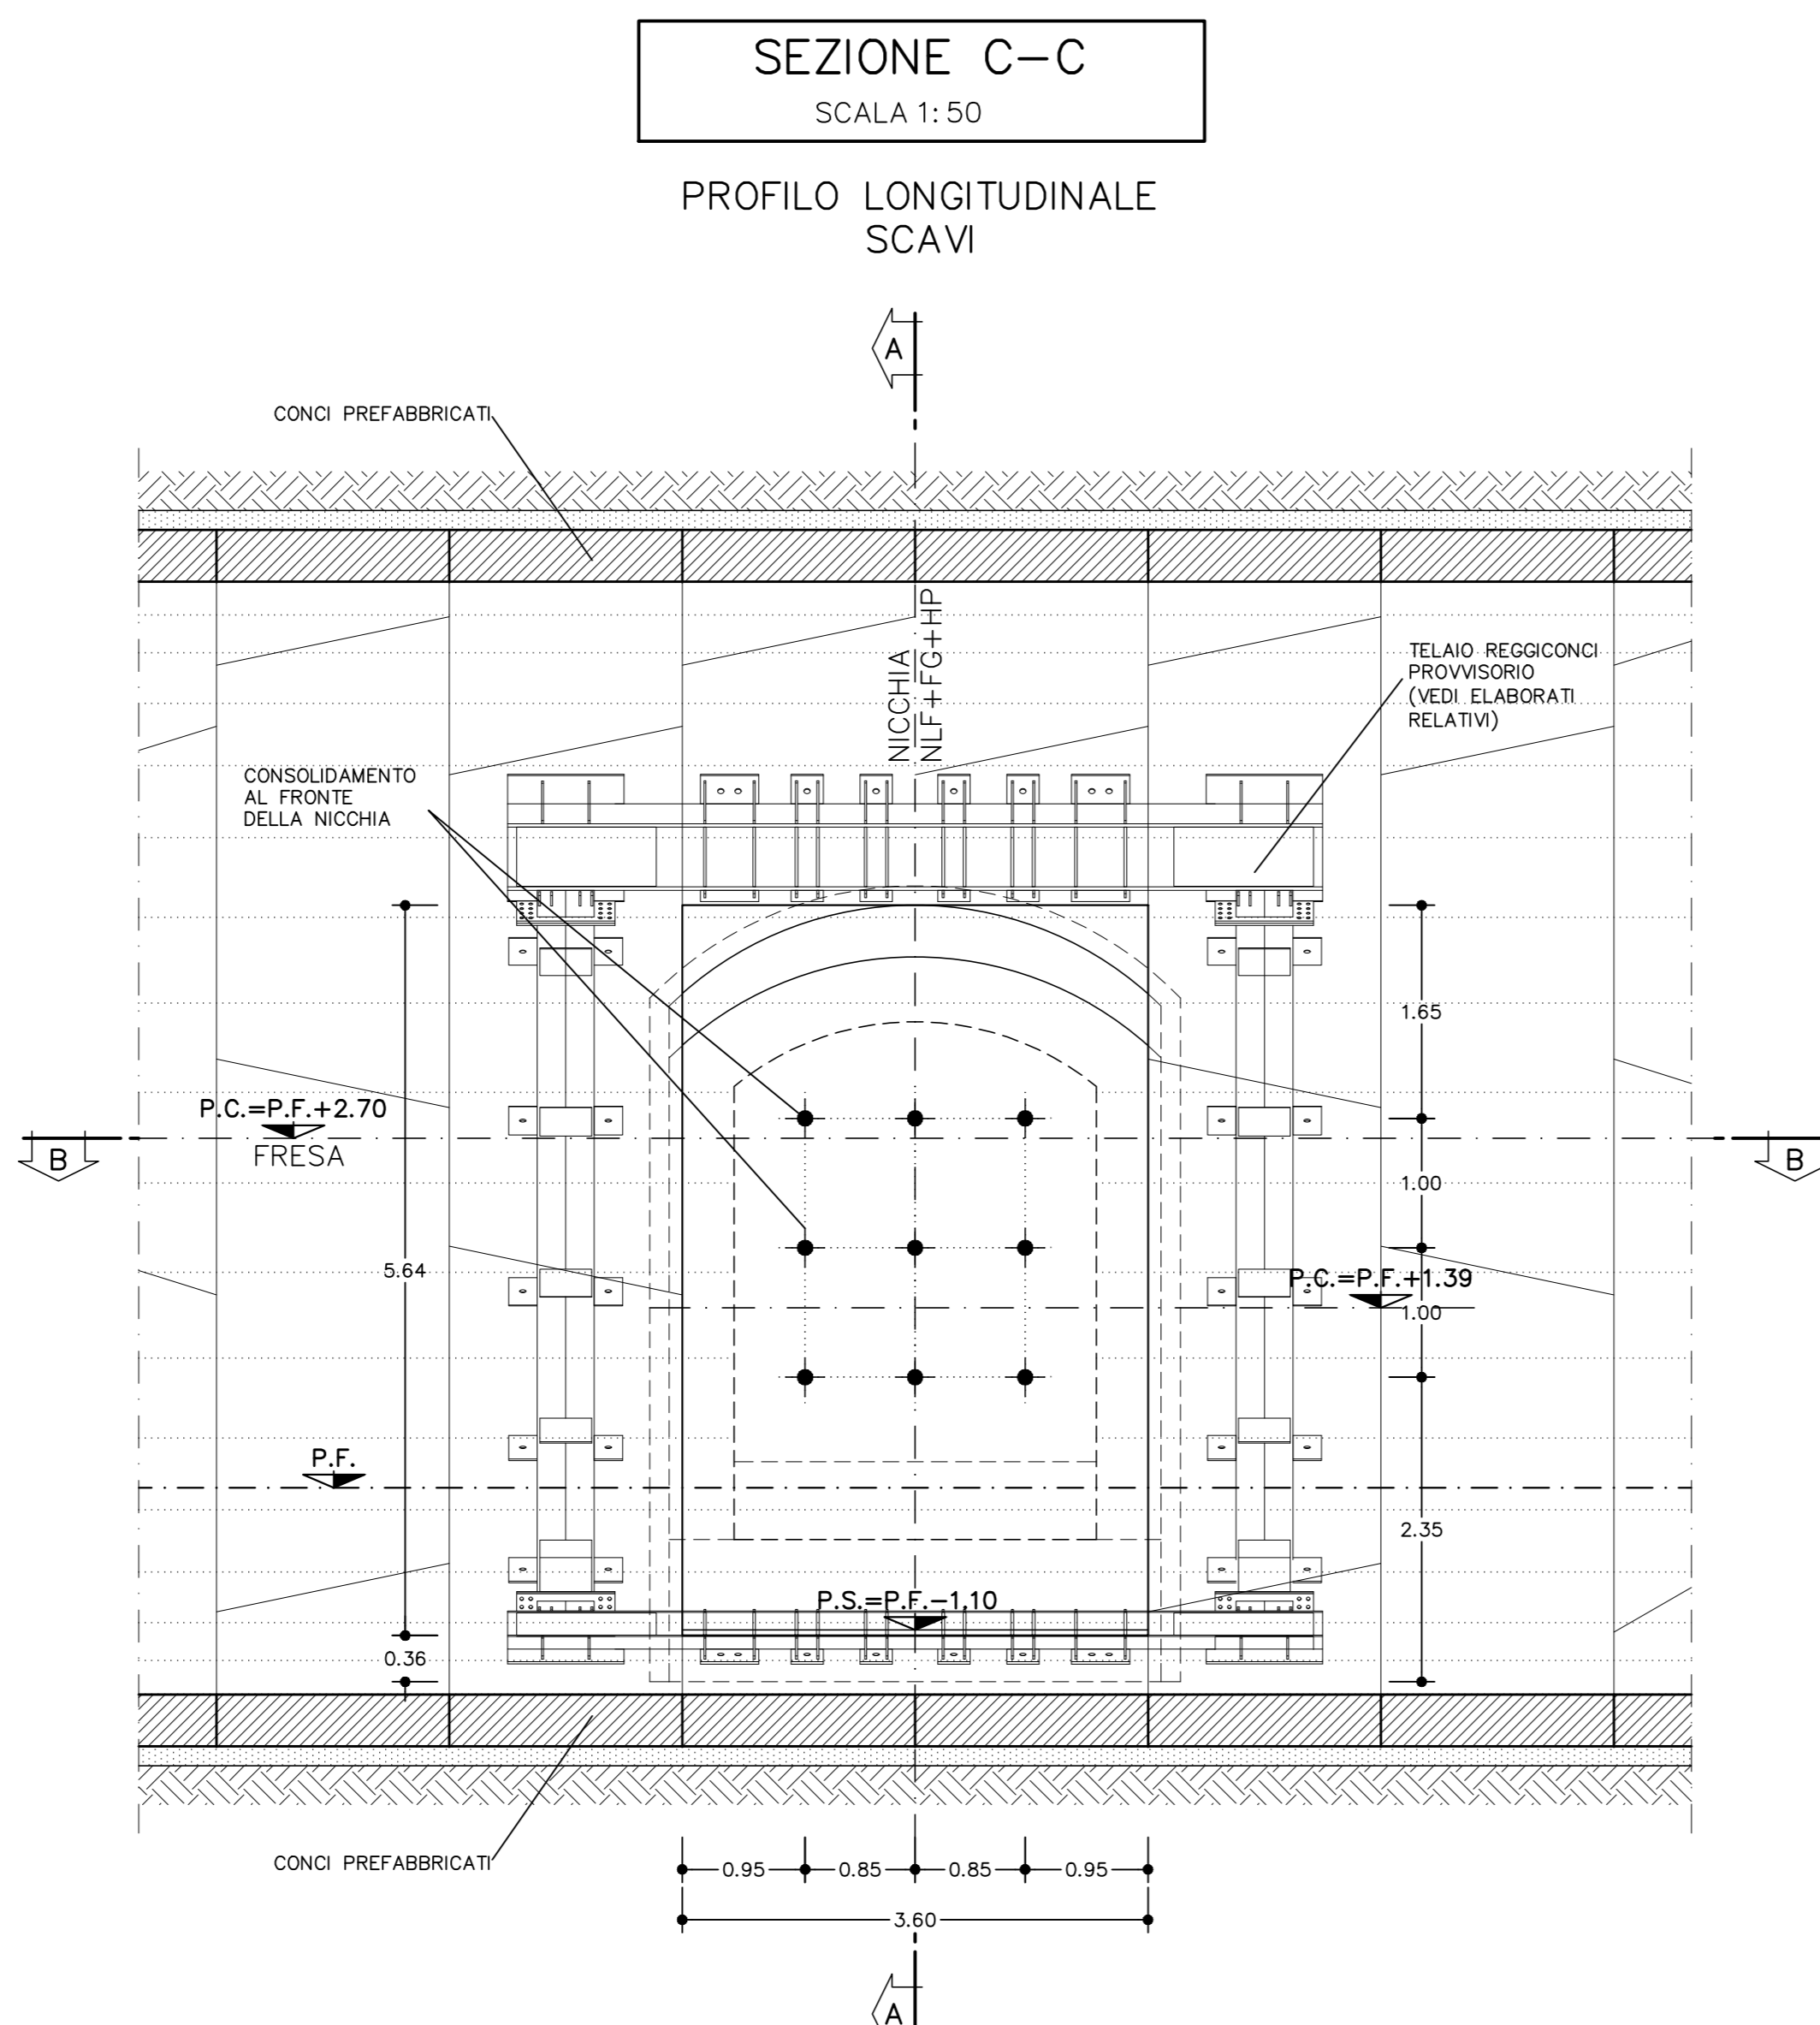 SEZIONE C-C
SCALA 1:50
PROFILO LONGITUDINALE
SCAVI
A
CONCI PREFABBRICATI
NICCHIA
NLF+FG+HP
TELAIO REGGICONCI
PROVVISORIO
(VEDI ELABORATI
RELATIVI)
CONSOLIDAMENTO
AL FRONTE
DELLA NICCHIA
1.65
P.C.=P.F.+2.70
FRESA
B
B
1.00
5.64
P.C.=P.F.+1.39
1.00
P.F.
2.35
P.S.=P.F.-1.10
0.36
CONCI PREFABBRICATI
0.95
0.85
0.85
0.95
3.60
A